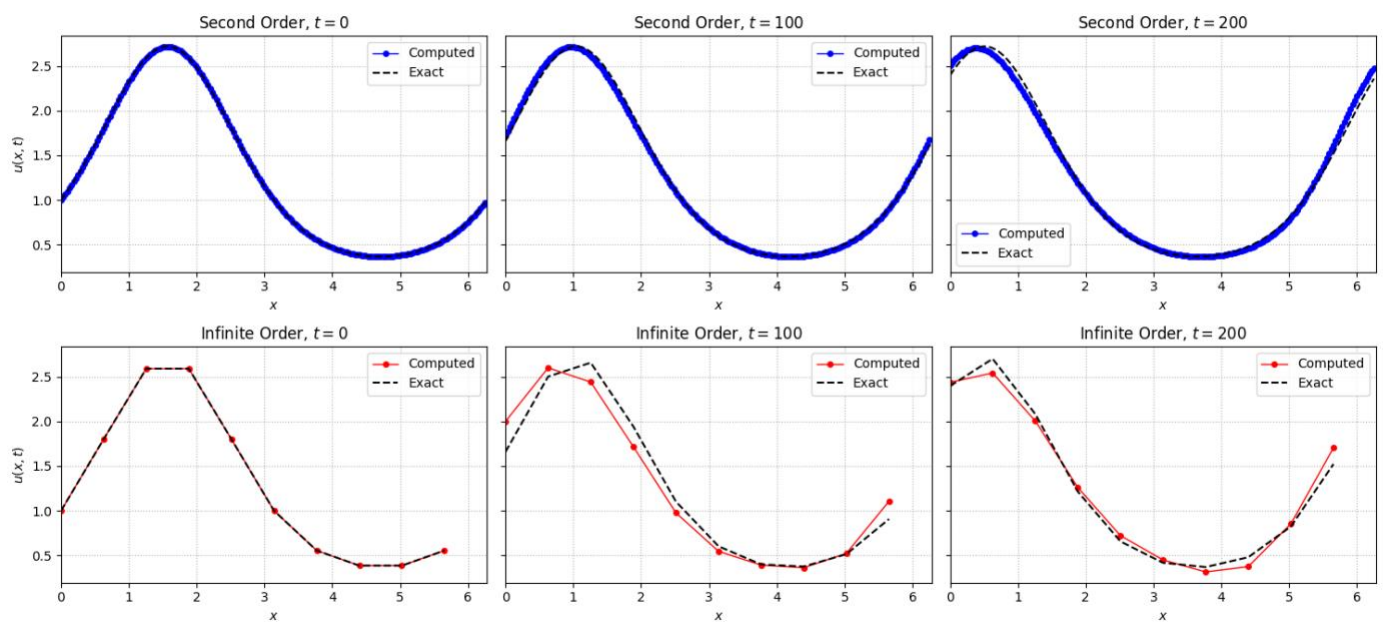 Second Order, t = 0
Second Order, t = 100
Second Order, t = 200
u(x, t)
2.5
2.0
1.5
1.0
0.5
Computed
Exact
Computed
Exact
Computed
Exact
0 1 2 3 4 5 6
0 1 2 3 4 5 6
0 1 2 3 4 5 6
x
x
x
Infinite Order, t = 0
Infinite Order, t = 100
Infinite Order, t = 200
u(x, t)
2.5
2.0
1.5
1.0
0.5
Computed
Exact
Computed
Exact
Computed
Exact
0 1 2 3 4 5 6
0 1 2 3 4 5 6
0 1 2 3 4 5 6
x
x
x